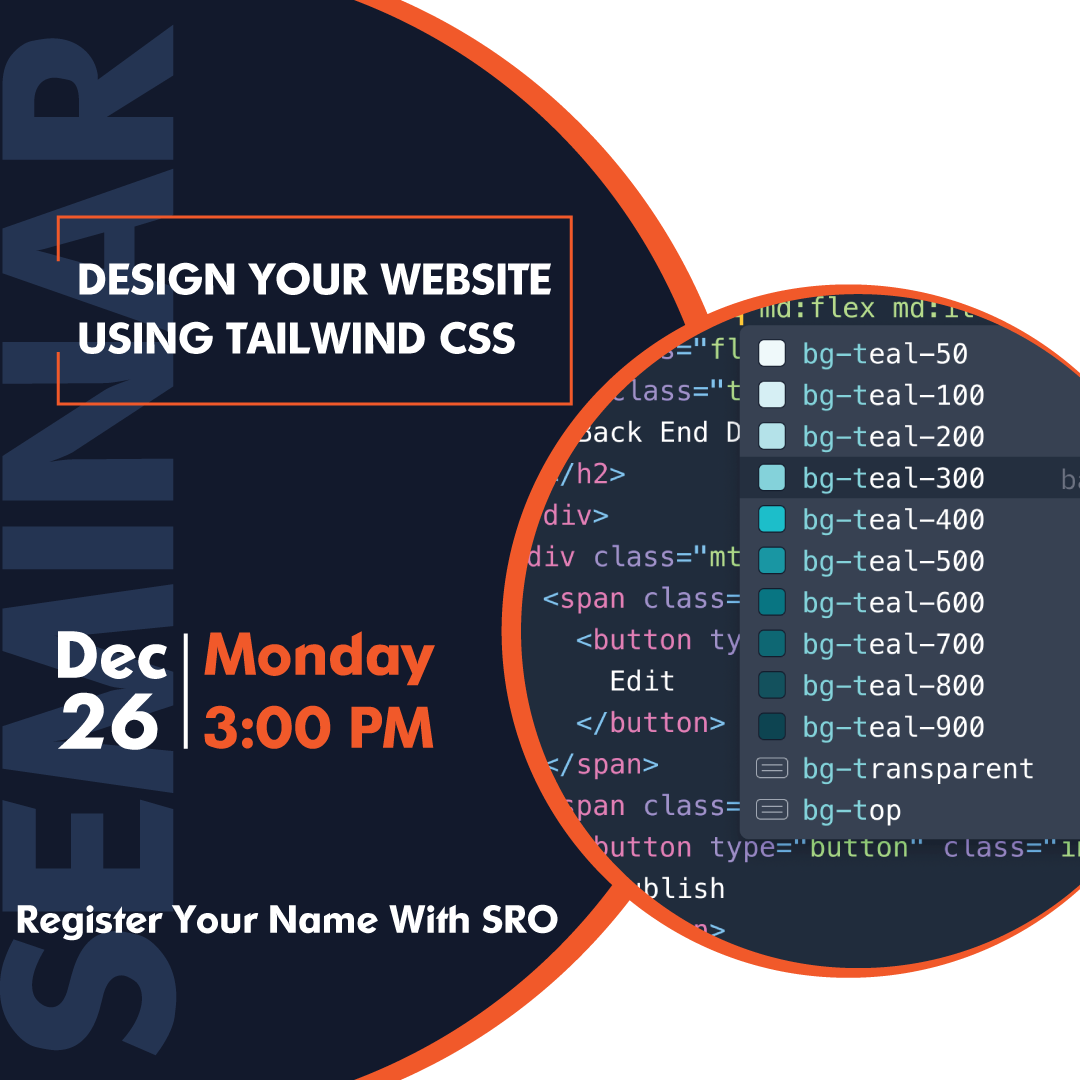 SEMINAR
DESIGN YOUR WEBSITE
USING TAILWIND CSS
Dec
26
Monday
3:00 PM
Register Your Name With SRO
md:flex
="fl
class="t
Back End D
</h2>
div>
div class="mt
<span class=
<button ty
Edit
</button>
</span>
span class=
button type="button" class="in
>
bg-teal-50
bg-teal-100
bg-teal-200
bg-teal-300
bg-teal-400
bg-teal-500
bg-teal-600
bg-teal-700
bg-teal-800
bg-teal-900
bg-transparent
bg-top